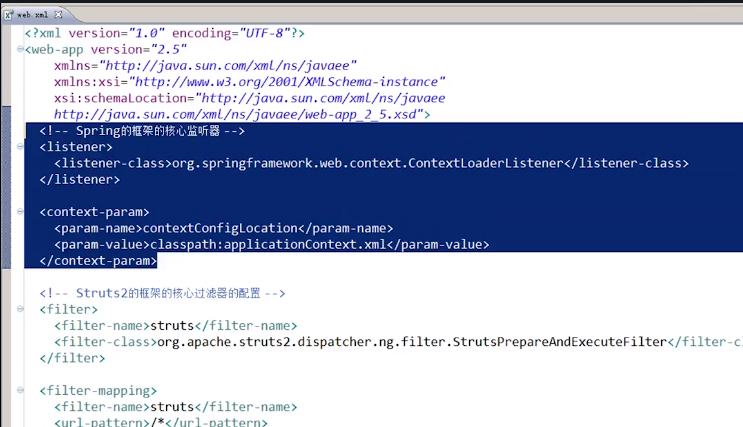 web.xml
<?xml version="1.0" encoding="UTF-8"?>
<web-app version="2.5"
xmlns="http://java.sun.com/xml/ns/javaee"
xmlns:xsi="http://www.w3.org/2001/XMLSchema-instance"
xsi:schemaLocation="http://java.sun.com/xml/ns/javaee
http://java.sun.com/xml/ns/javaee/web-app_2_5.xsd">
<!-- Spring的框架的核心监听器 -->
<listener>
<listener-class>org.springframework.web.context.ContextLoaderListener</listener-class>
</listener>
<context-param>
<param-name>contextConfigLocation</param-name>
<param-value>classpath:applicationContext.xml</param-value>
</context-param>
<!-- Struts2的框架的核心过滤器的配置 -->
<filter>
<filter-name>struts</filter-name>
<filter-class>org.apache.struts2.dispatcher.ng.filter.StrutsPrepareAndExecuteFilter</filter-c
</filter>
<filter-mapping>
<filter-name>struts</filter-name>
<url-pattern>/*</url-pattern>